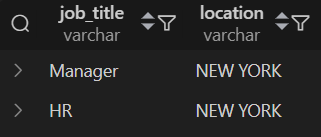 job_title location
varchar varchar
Manager NEW YORK
HR NEW YORK